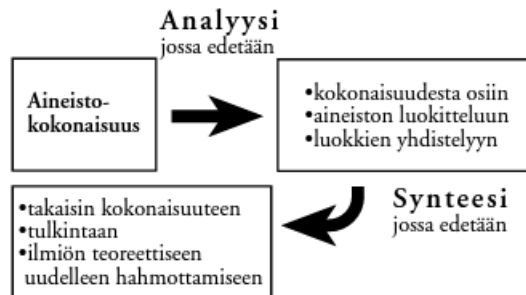 Analyysi
jossa edetään
Aineisto-
kokonaisuus
•kokonaisuudesta osiin
•aineiston luokitteluun
•luokkien yhdistelyyn
Synteesi
jossa edetään
•takaisin kokonaisuuteen
•tulkintaan
•ilmiön teoreettiseen
uudelleen hahmottamiseen